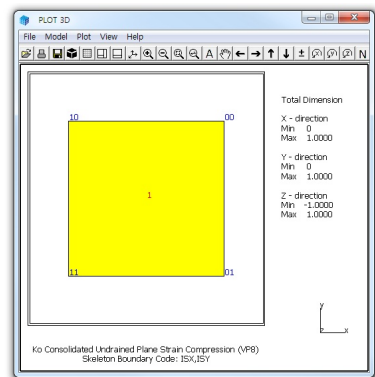 PLOT 3D
File Model Plot View Help
A N
Total Dimension
10 00
X - direction
Min 0
Max 1.0000
Y - direction
Min 0
Max 1.0000
1
Z - direction
Min -1.0000
Max 1.0000
11 01
y
z x
Ko Consolidated Undrained Plane Strain Compression (VP8)
Skeleton Boundary Code: ISX,ISY